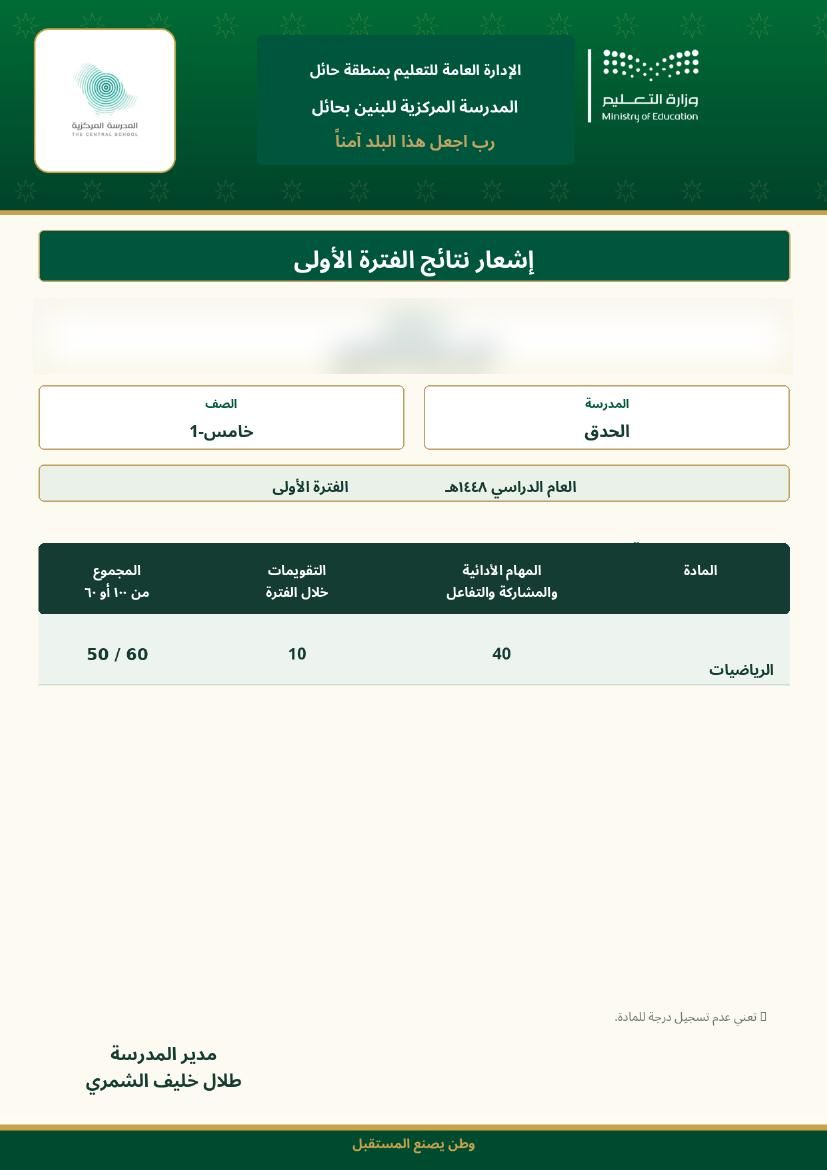 الإدارة العامة للتعليم بمنطقة حائل
المدرسة المركزية للبنين بحائل
رب اجعل هذا البلد آمناً
وزارة التعـــليم
Ministry of Education
المدرسة المركزية
THE CENTRAL SCHOOL
إشعار نتائج الفترة الأولى
المدرسة
الحدق
الصف
خامس-1
العام الدراسي ١٤٤٨هـ
الفترة الأولى
المادة
المهام الأدائية
والمشاركة والتفاعل
التقويمات
خلال الفترة
المجموع
من ١٠٠ أو ٦٠
الرياضيات
40
10
50 / 60
تعني عدم تسجيل درجة للمادة.
مدير المدرسة
طلال خليف الشمري
وطن يصنع المستقبل